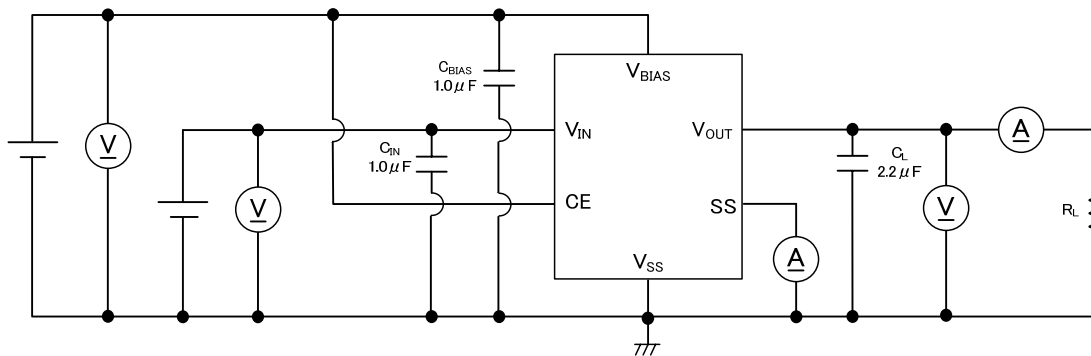 V
V
C_BIAS
1.0μF
C_IN
1.0μF
V_BIAS
V_IN
V_OUT
CE
SS
V_SS
A
C_L
2.2μF
V
A
R_L